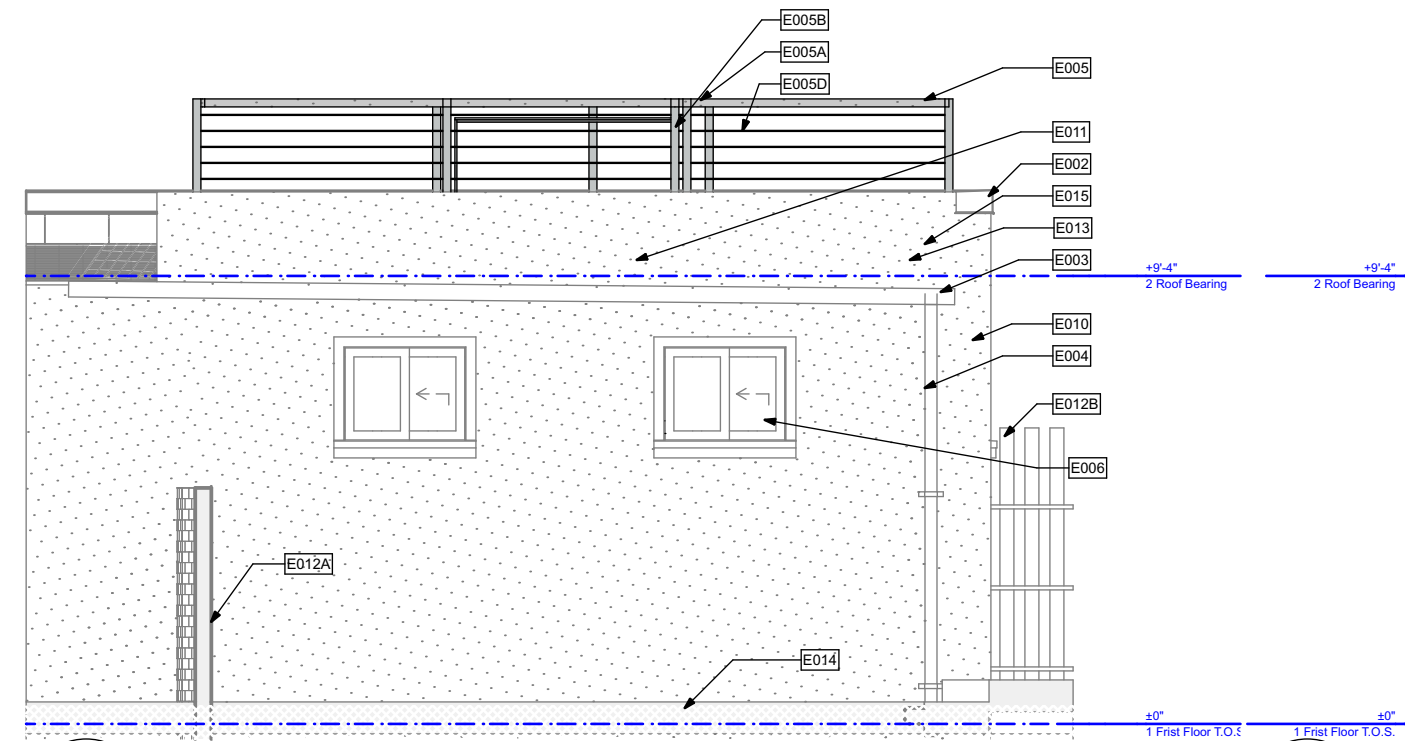 E005B
E005A
E005
E005D
E011
E002
E015
E013
E003
+9'-4"
+9'-4"
2 Roof Bearing
2 Roof Bearing
E010
E004
E012B
E006
E012A
E014
±0"
±0"
1 Frist Floor T.O.S
1 Frist Floor T.O.S.